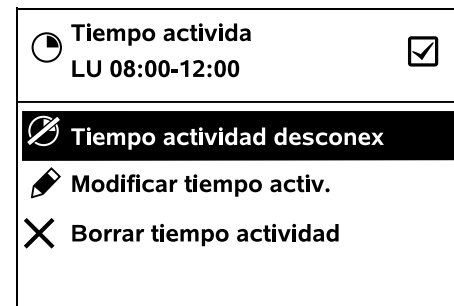 Tiempo activida
LU 08:00-12:00
Tiempo actividad desconex
Modificar tiempo activ.
Borrar tiempo actividad